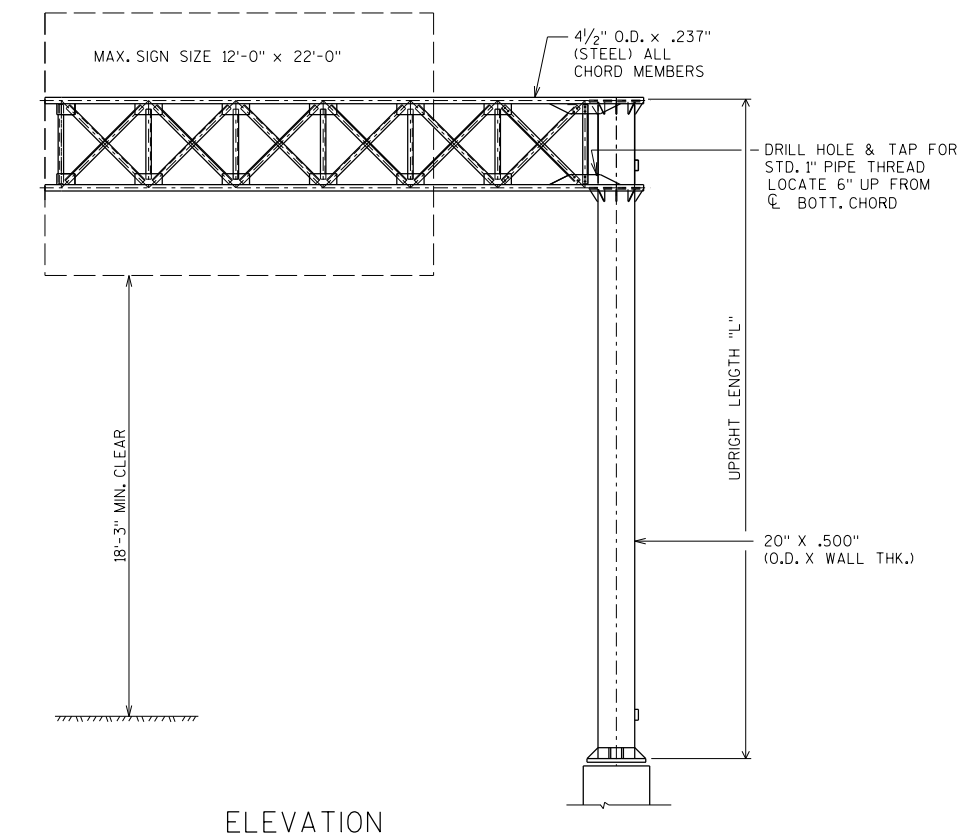 MAX. SIGN SIZE 12'-0" x 22'-0"
4 1/2" O.D. x .237"
(STEEL) ALL
CHORD MEMBERS
DRILL HOLE & TAP FOR
STD. 1" PIPE THREAD
LOCATE 6" UP FROM
℄ BOTT. CHORD
UPRIGHT LENGTH "L"
18'-3" MIN. CLEAR
20" X .500"
(O.D. X WALL THK.)
ELEVATION